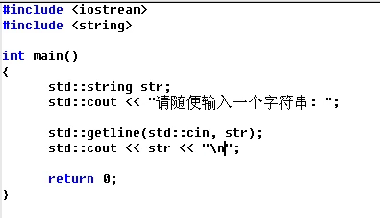 #include <iostrean>
#include <string>
int main()
{
std::string str;
std::cout << "请随便输入一个字符串: ";
std::getline(std::cin, str);
std::cout << str << "\n";
return 0;
}